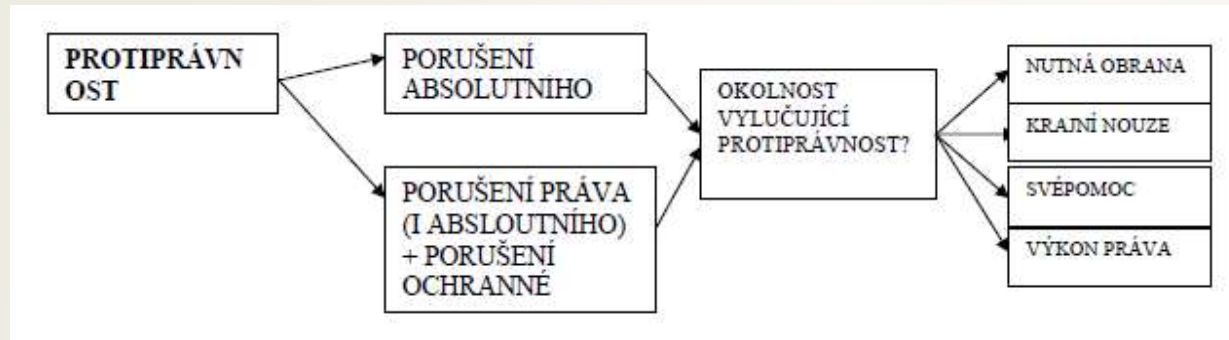 PROTIPRÁVN
OST
PORUŠENÍ
ABSOLUTNÍHO
PORUŠENÍ PRÁVA
(I ABSLOUTNÍHO)
+ PORUŠENÍ
OCHRANNÉ
OKOLNOST
VYLUČUJÍCÍ
PROTIPRÁVNOST?
NUTNÁ OBRANA
KRAJNÍ NOUZE
SVÉPOMOC
VÝKON PRÁVA